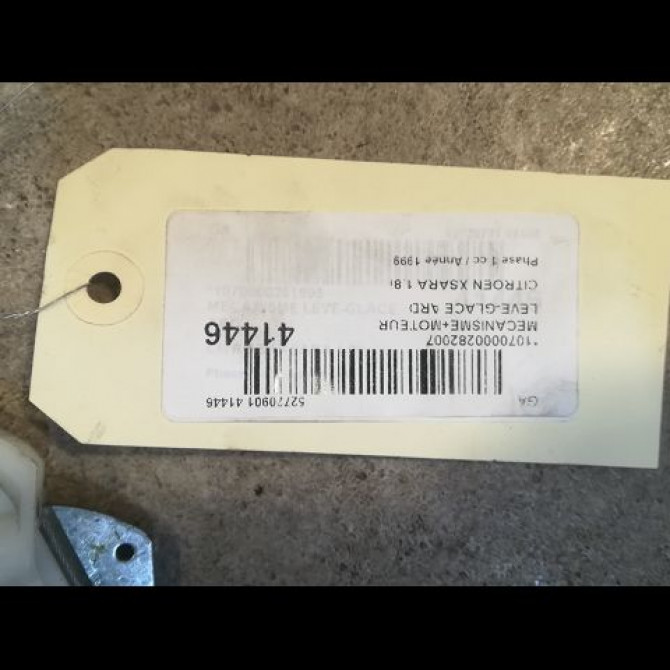 GA
52770901 41446
*1070000282007
MECANISME+MOTEUR
LEVE-GLACE ARD
41446
CITROEN XSARA 1.8i
Phase 1 cc / Année 1999